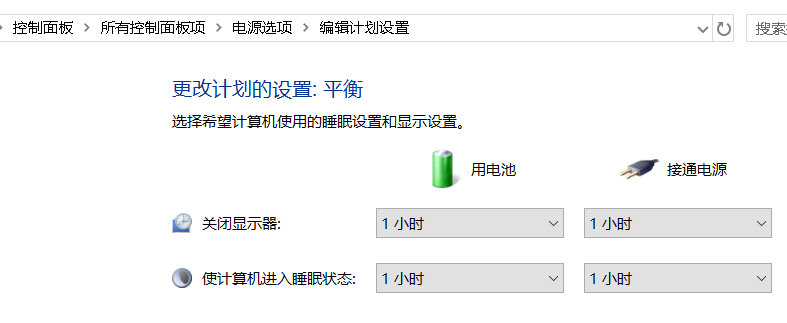 控制面板 > 所有控制面板项 > 电源选项 > 编辑计划设置
搜索
更改计划的设置: 平衡
选择希望计算机使用的睡眠设置和显示设置。
用电池 接通电源
关闭显示器: 1 小时 1 小时
使计算机进入睡眠状态: 1 小时 1 小时